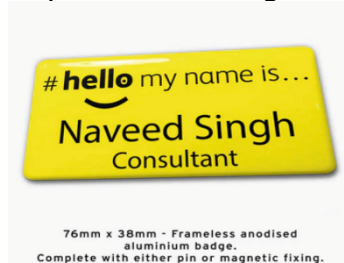 #hello my name is...
Naveed Singh
Consultant
76mm x 38mm - Frameless anodised
aluminium badge.
Complete with either pin or magnetic fixing.